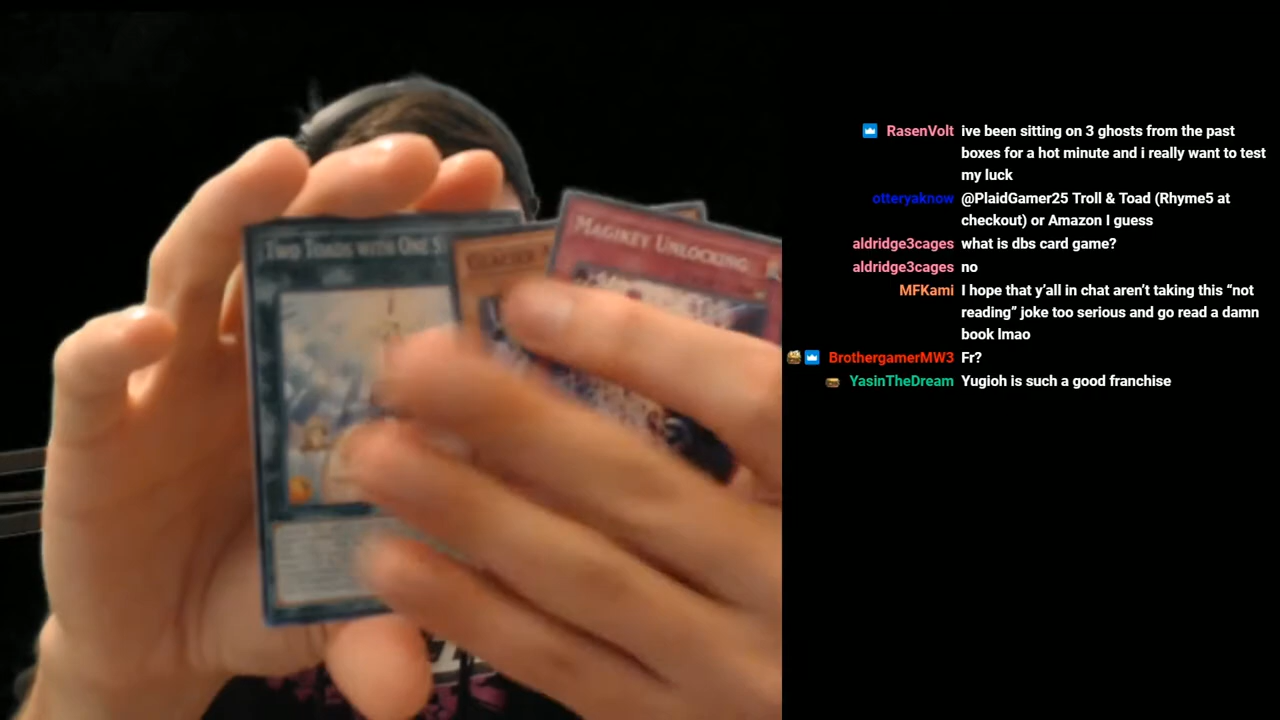 Two Toads with One S
Glacier A
Magikey Unlocking
RasenVolt ive been sitting on 3 ghosts from the past
boxes for a hot minute and i really want to test
my luck
otteryaknow @PlaidGamer25 Troll & Toad (Rhyme5 at
checkout) or Amazon I guess
aldridge3cages what is dbs card game?
aldridge3cages no
MFKami I hope that y'all in chat aren't taking this “not
reading” joke too serious and go read a damn
book lmao
BrothergamerMW3 Fr?
YasinTheDream Yugioh is such a good franchise